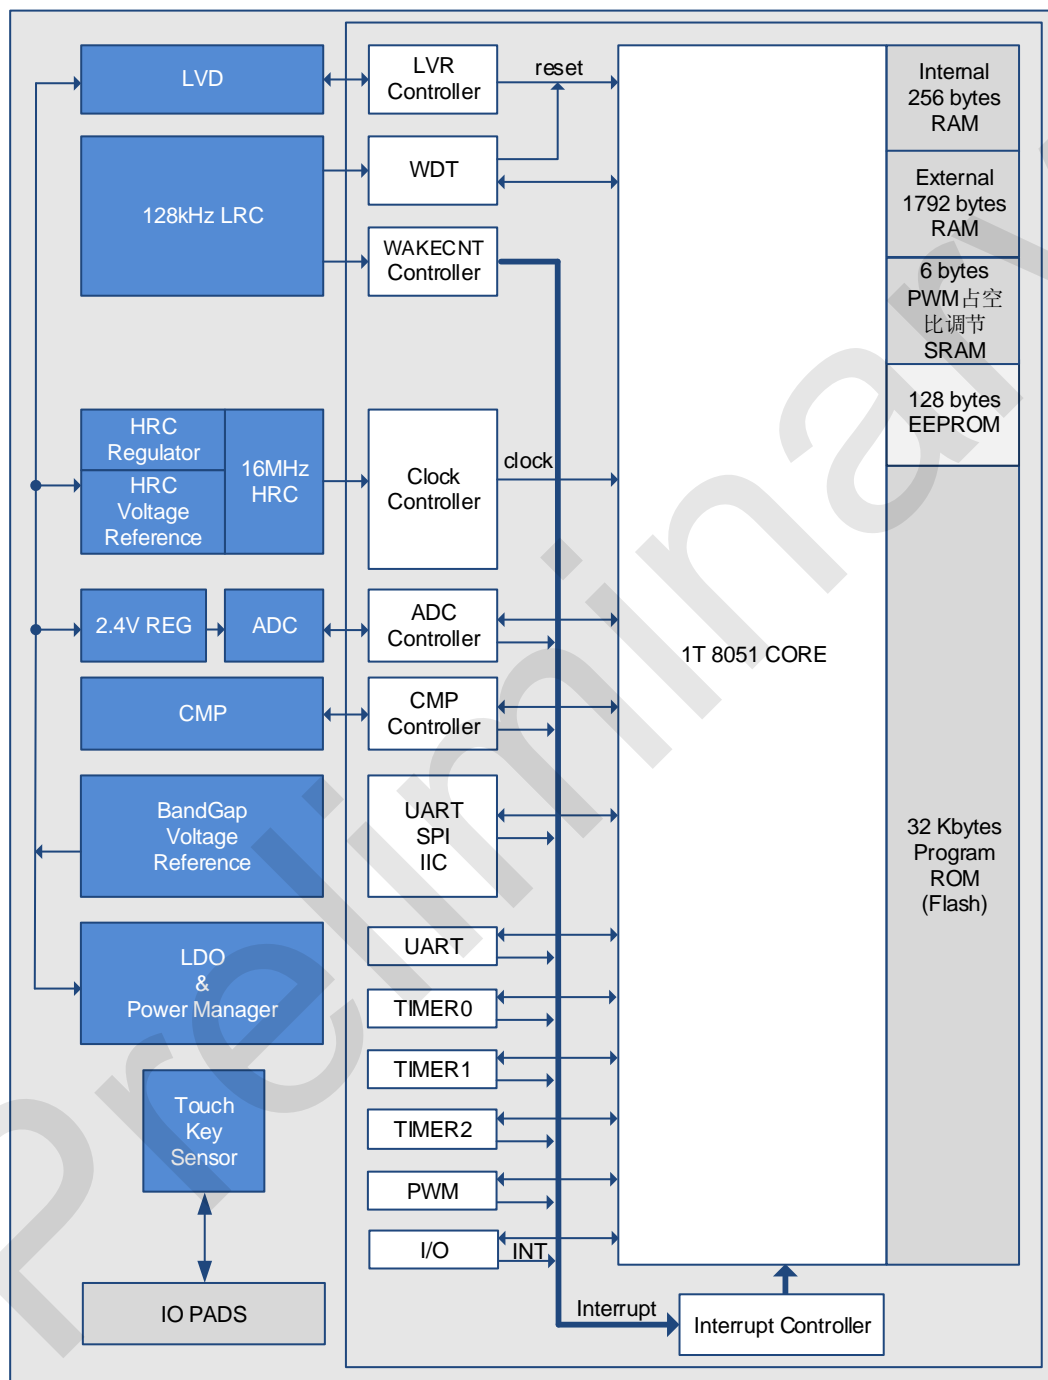 LVD
LVR
Controller
reset
Internal
256 bytes
RAM
128kHz LRC
WDT
External
1792 bytes
RAM
WAKECNT
Controller
6 bytes
PWM占空
比调节
SRAM
128 bytes
EEPROM
HRC
Regulator
HRC
Voltage
Reference
16MHz
HRC
Clock
Controller
clock
2.4V REG
ADC
ADC
Controller
1T 8051 CORE
CMP
CMP
Controller
BandGap
Voltage
Reference
UART
SPI
IIC
32 Kbytes
Program
ROM
(Flash)
LDO
&
Power Manager
UART
TIMER0
TIMER1
Touch
Key
Sensor
TIMER2
PWM
I/O
INT
IO PADS
Interrupt
Interrupt Controller
Preliminary